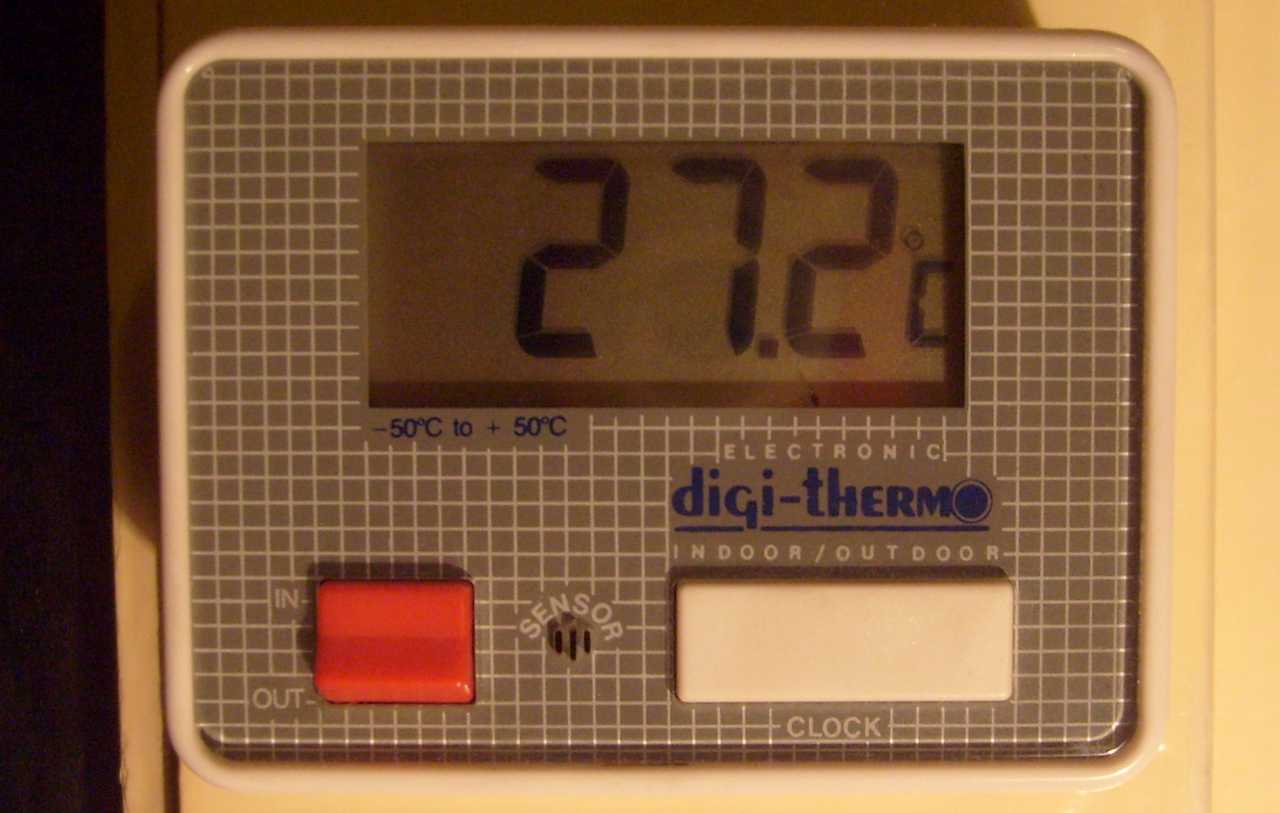 27.2°C
−50°C to + 50°C
ELECTRONIC
digi-thermo
INDOOR/OUTDOOR
IN
SENSOR
OUT
CLOCK